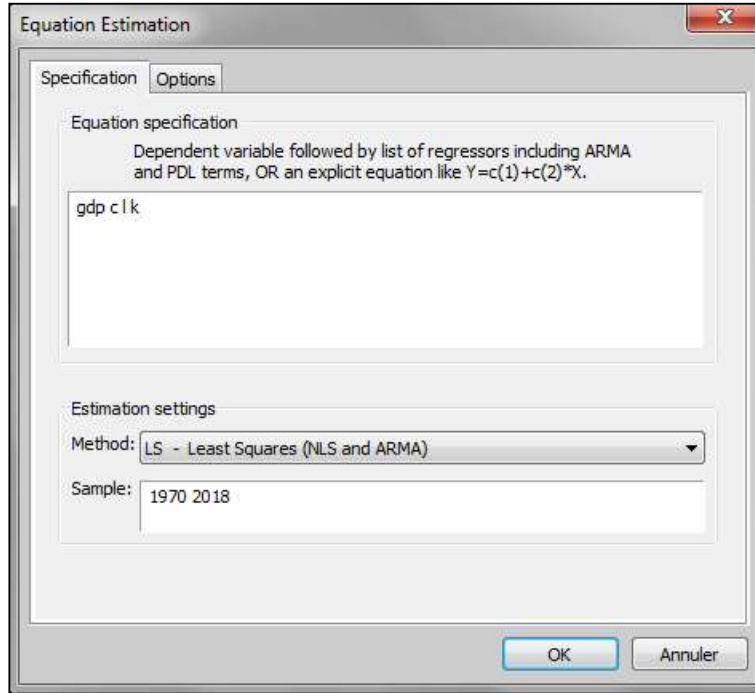 Equation Estimation
Specification Options
Equation specification
Dependent variable followed by list of regressors including ARMA
and PDL terms, OR an explicit equation like Y=c(1)+c(2)*X.
gdp c l k
Estimation settings
Method: LS - Least Squares (NLS and ARMA)
Sample: 1970 2018
OK Annuler